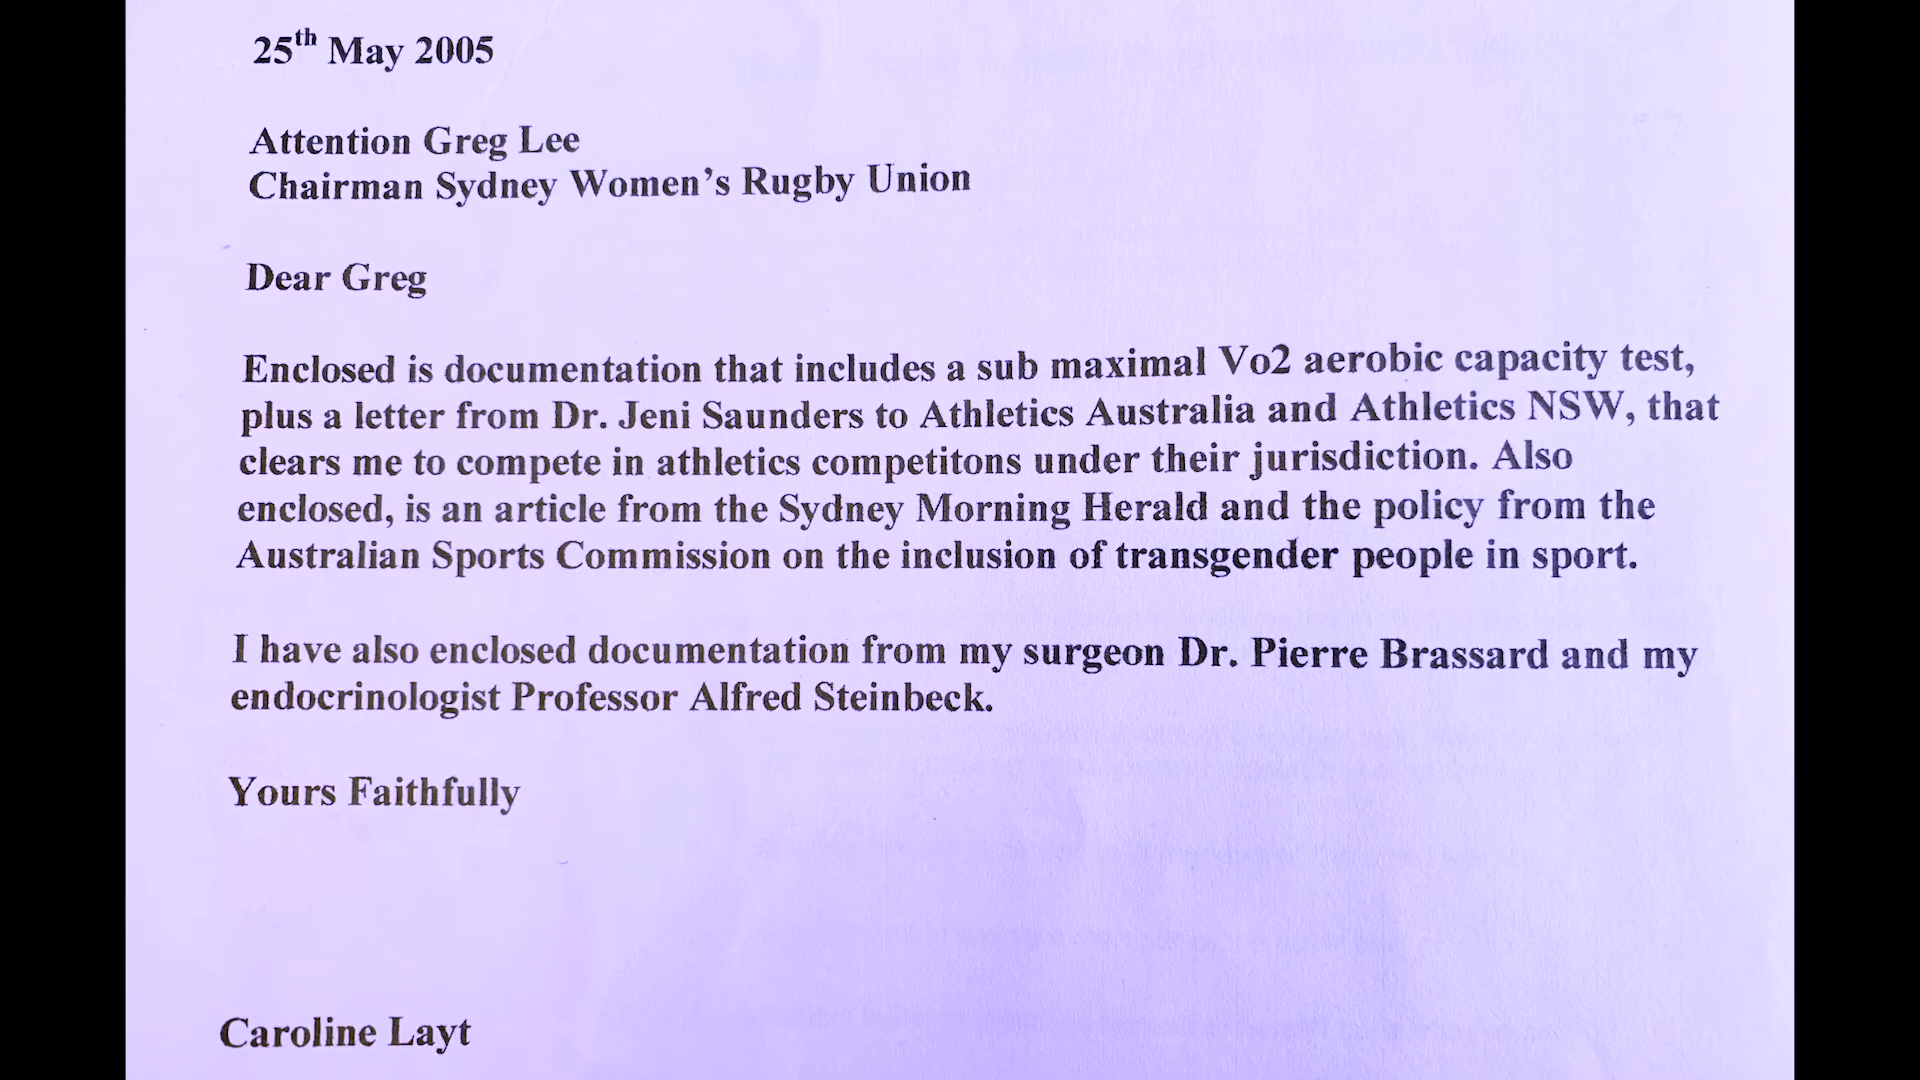 25th May 2005
Attention Greg Lee
Chairman Sydney Women's Rugby Union
Dear Greg
Enclosed is documentation that includes a sub maximal Vo2 aerobic capacity test,
plus a letter from Dr. Jeni Saunders to Athletics Australia and Athletics NSW, that
clears me to compete in athletics competitons under their jurisdiction. Also
enclosed, is an article from the Sydney Morning Herald and the policy from the
Australian Sports Commission on the inclusion of transgender people in sport.
I have also enclosed documentation from my surgeon Dr. Pierre Brassard and my
endocrinologist Professor Alfred Steinbeck.
Yours Faithfully
Caroline Layt